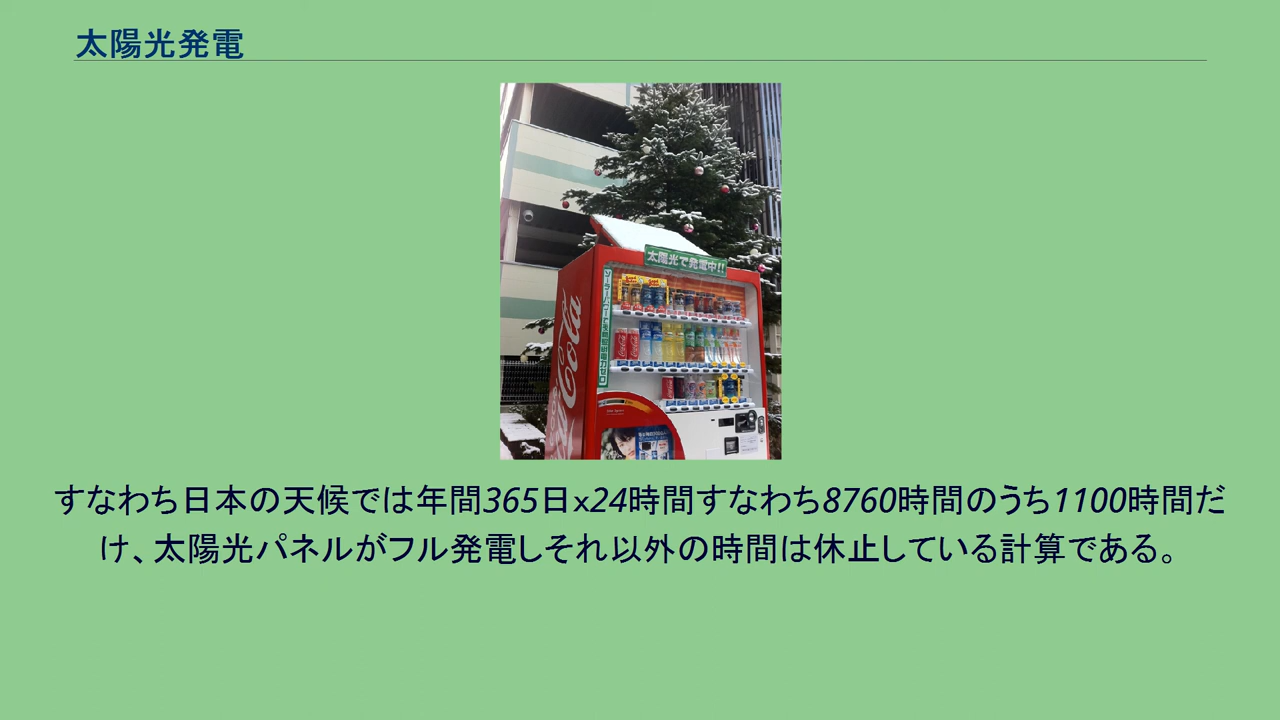 太陽光発電
太陽光で発電中!!
Coca-Cola
すなわち日本の天候では年間365日x24時間すなわち8760時間のうち1100時間だ
け、太陽光パネルがフル発電しそれ以外の時間は休止している計算である。